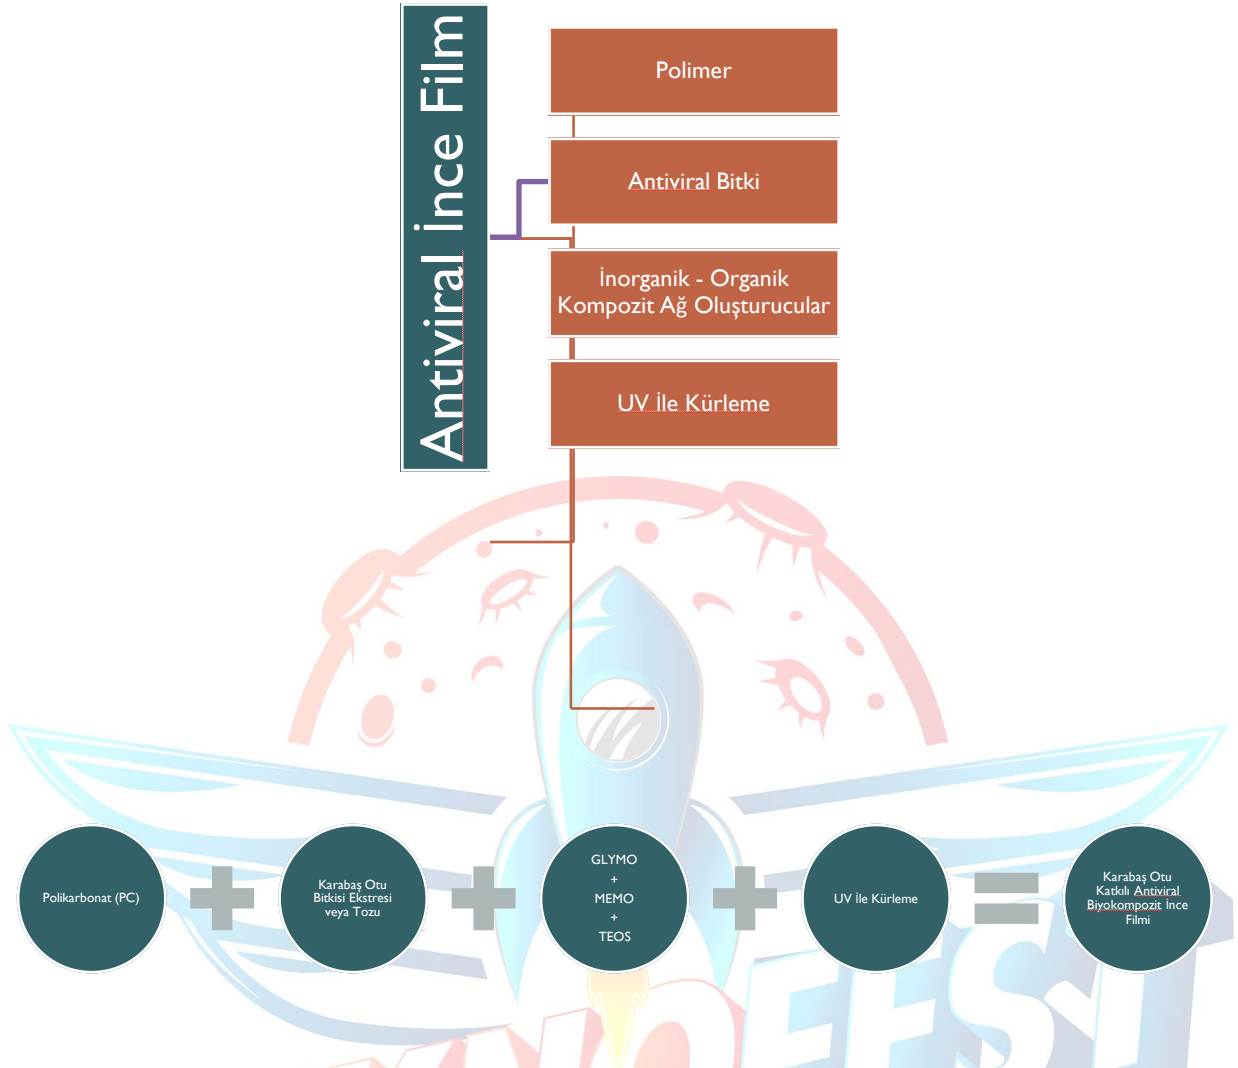 Antiviral İnce Film
Polimer
Antiviral Bitki
İnorganik - Organik
Kompozit Ağ Oluşturucular
UV İle Kürleme
Polikarbonat (PC)
Karabaş Otu
Bitkisi Ekstresi
veya Tozu
GLYMO
+
MEMO
+
TEOS
UV İle Kürleme
Karabaş Otu
Katkılı Antiviral
Biyokompozit İnce
Filmi